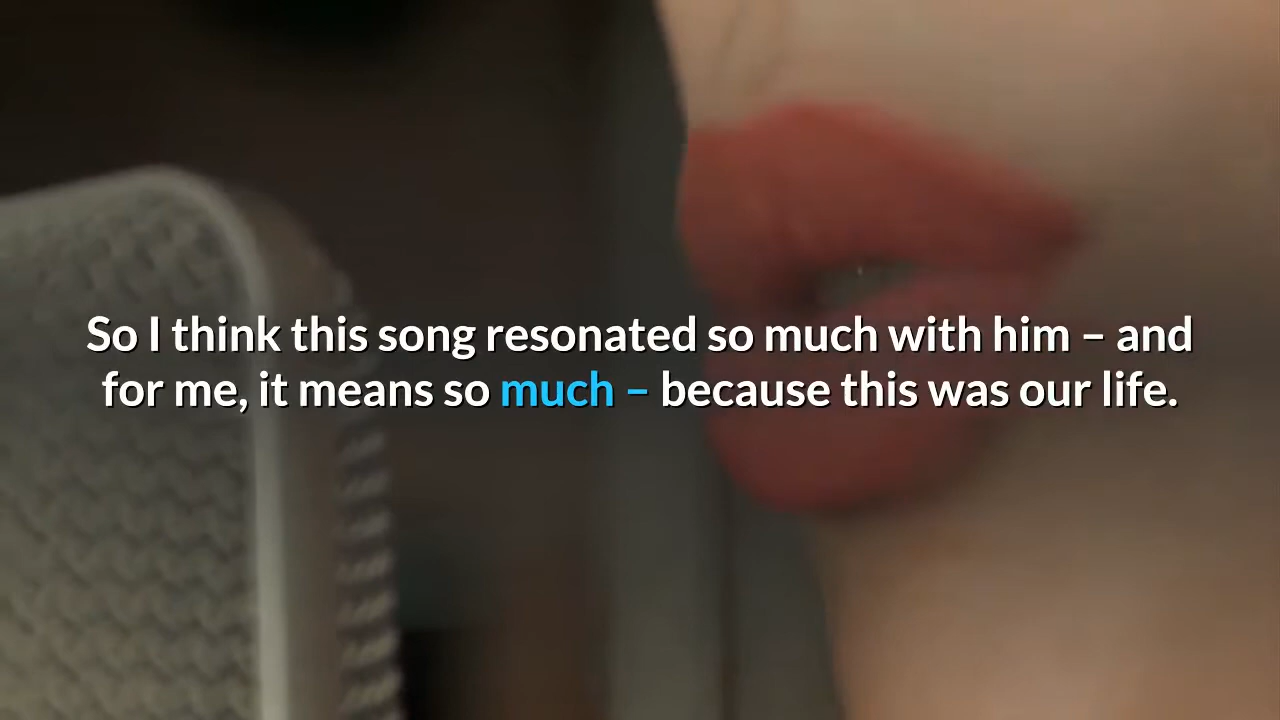 So I think this song resonated so much with him – and
for me, it means so much – because this was our life.